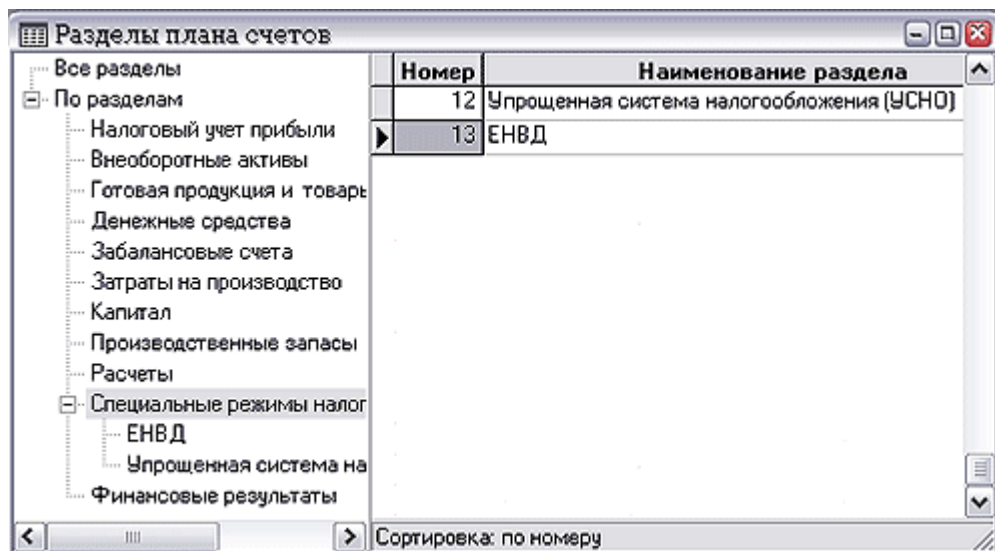 Разделы плана счетов
Все разделы
По разделам
Налоговый учет прибыли
Внеоборотные активы
Готовая продукция и товары
Денежные средства
Забалансовые счета
Затраты на производство
Капитал
Производственные запасы
Расчеты
Специальные режимы налог
ЕНВД
Упрощенная система на
Финансовые результаты
Номер Наименование раздела
12 Упрощенная система налогообложения (УСНО)
13 ЕНВД
Сортировка: по номеру